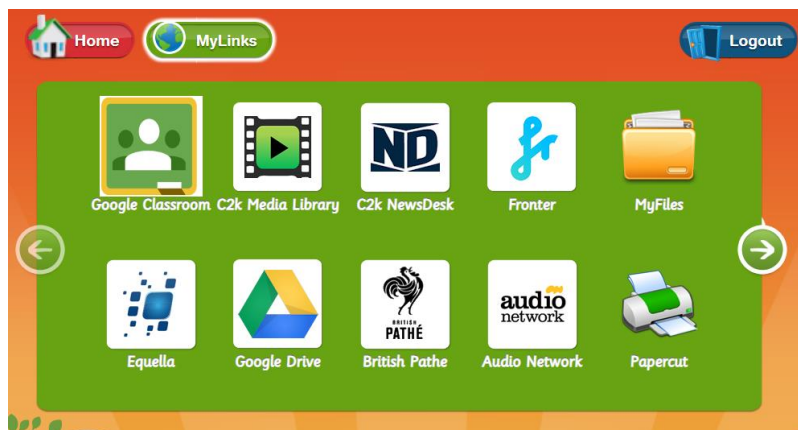 Home MyLinks Logout
ND fr
Google Classroom C2k Media Library C2k NewsDesk Fronter MyFiles
BRITISH
PATHÉ
audio
network
Equella Google Drive British Pathe Audio Network Papercut